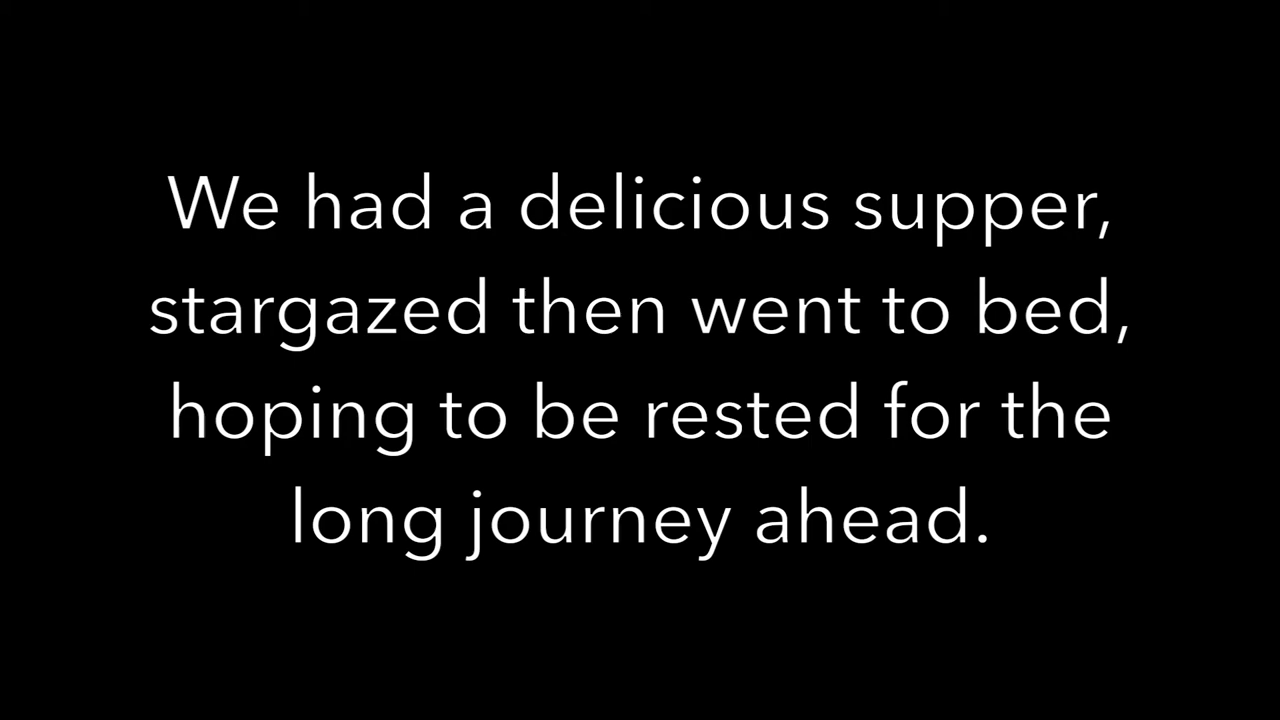 We had a delicious supper,
stargazed then went to bed,
hoping to be rested for the
long journey ahead.